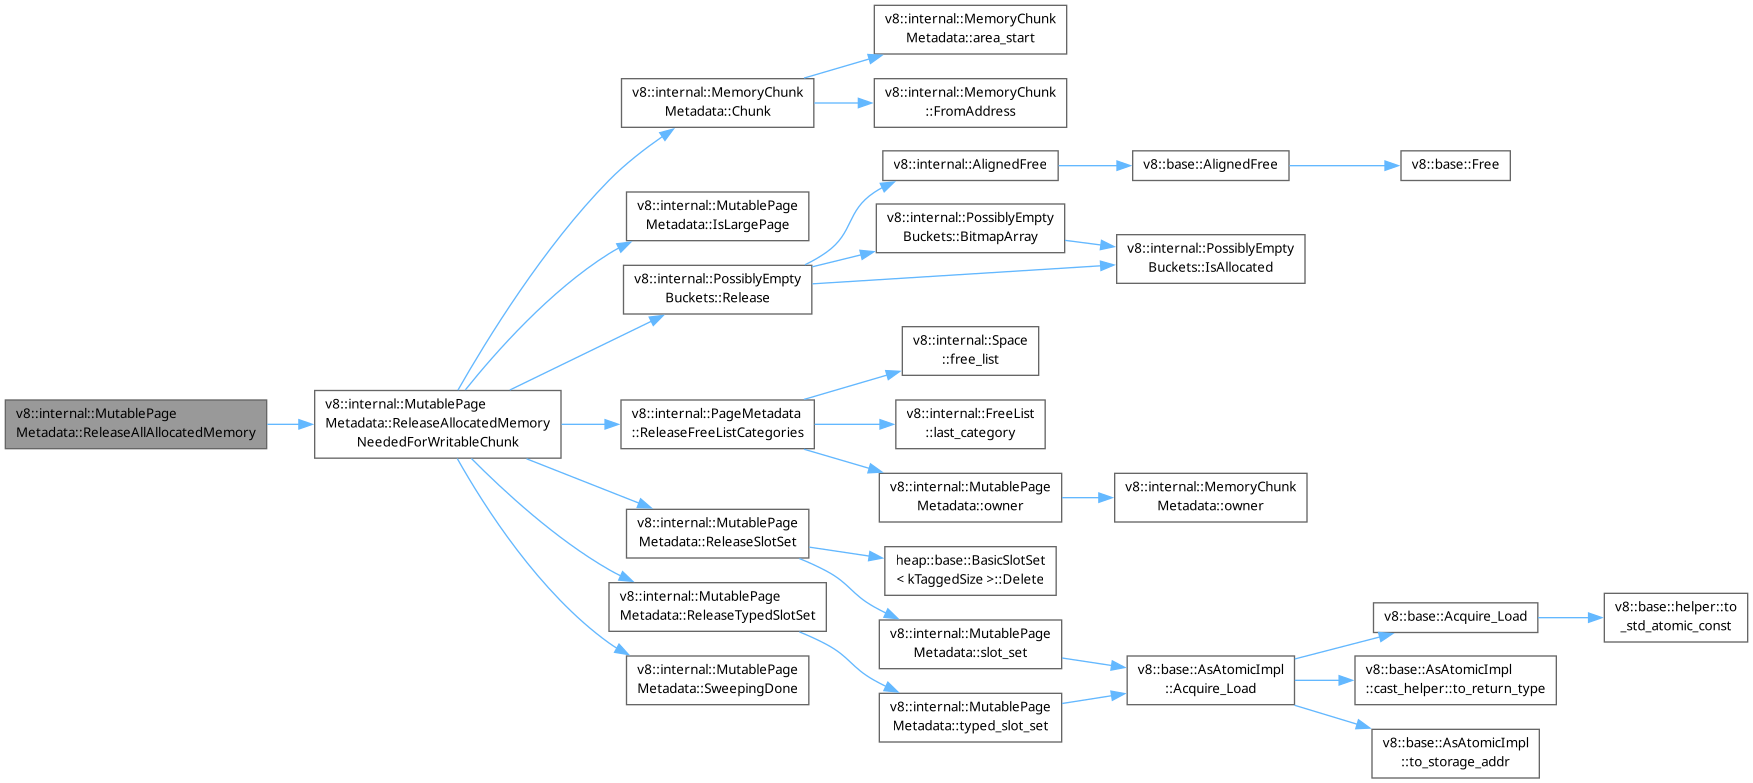 v8::internal::MutablePage
Metadata::ReleaseAllAllocatedMemory
v8::internal::MutablePage
Metadata::ReleaseAllocatedMemory
NeededForWritableChunk
v8::internal::MemoryChunk
Metadata::Chunk
v8::internal::MemoryChunk
Metadata::area_start
v8::internal::MemoryChunk
::FromAddress
v8::internal::MutablePage
Metadata::IsLargePage
v8::internal::PossiblyEmpty
Buckets::Release
v8::internal::AlignedFree
v8::base::AlignedFree
v8::base::Free
v8::internal::PossiblyEmpty
Buckets::BitmapArray
v8::internal::PossiblyEmpty
Buckets::IsAllocated
v8::internal::PageMetadata
::ReleaseFreeListCategories
v8::internal::Space
::free_list
v8::internal::FreeList
::last_category
v8::internal::MutablePage
Metadata::owner
v8::internal::MemoryChunk
Metadata::owner
v8::internal::MutablePage
Metadata::ReleaseSlotSet
heap::base::BasicSlotSet
< kTaggedSize >::Delete
v8::internal::MutablePage
Metadata::slot_set
v8::internal::MutablePage
Metadata::ReleaseTypedSlotSet
v8::internal::MutablePage
Metadata::typed_slot_set
v8::internal::MutablePage
Metadata::SweepingDone
v8::base::AsAtomicImpl
::Acquire_Load
v8::base::Acquire_Load
v8::base::helper::to
_std_atomic_const
v8::base::AsAtomicImpl
::cast_helper::to_return_type
v8::base::AsAtomicImpl
::to_storage_addr